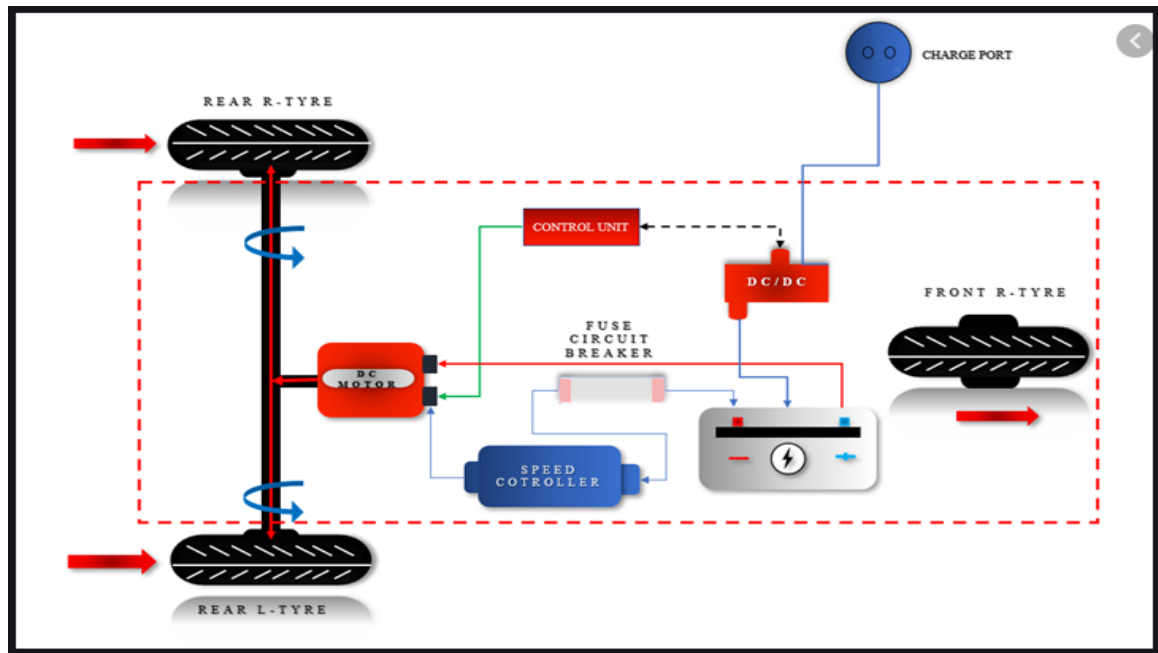 CHARGE PORT
REAR R-TYRE
CONTROL UNIT
DC/DC
FRONT R-TYRE
FUSE
CIRCUIT
BREAKER
DC
MOTOR
SPEED
COTROLLER
REAR L-TYRE